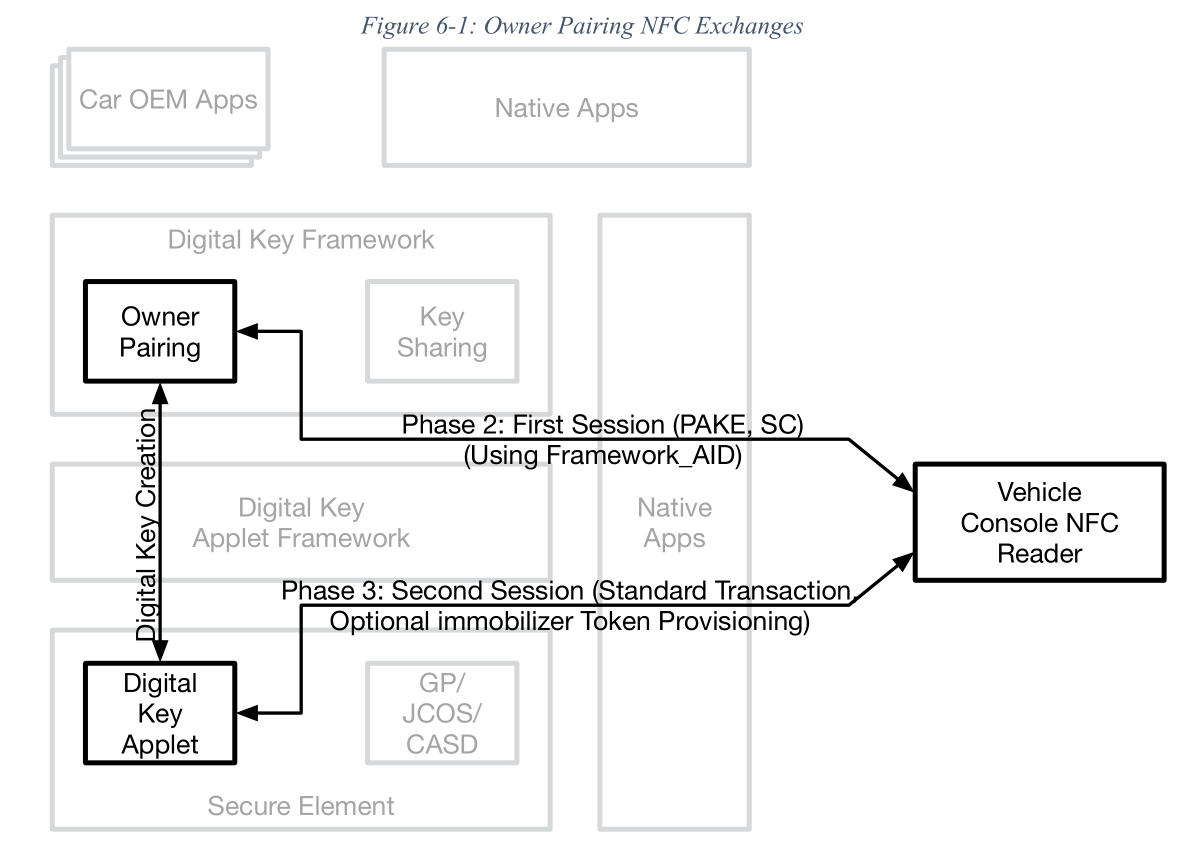 Figure 6-1: Owner Pairing NFC Exchanges
Car OEM Apps
Native Apps
Digital Key Framework
Owner
Pairing
Key
Sharing
Phase 2: First Session (PAKE, SC)
(Using Framework_AID)
Digital Key Creation
Digital Key
Applet Framework
Native
Apps
Vehicle
Console NFC
Reader
Phase 3: Second Session (Standard Transaction,
Optional immobilizer Token Provisioning)
Digital
Key
Applet
GP/
JCOS/
CASD
Secure Element